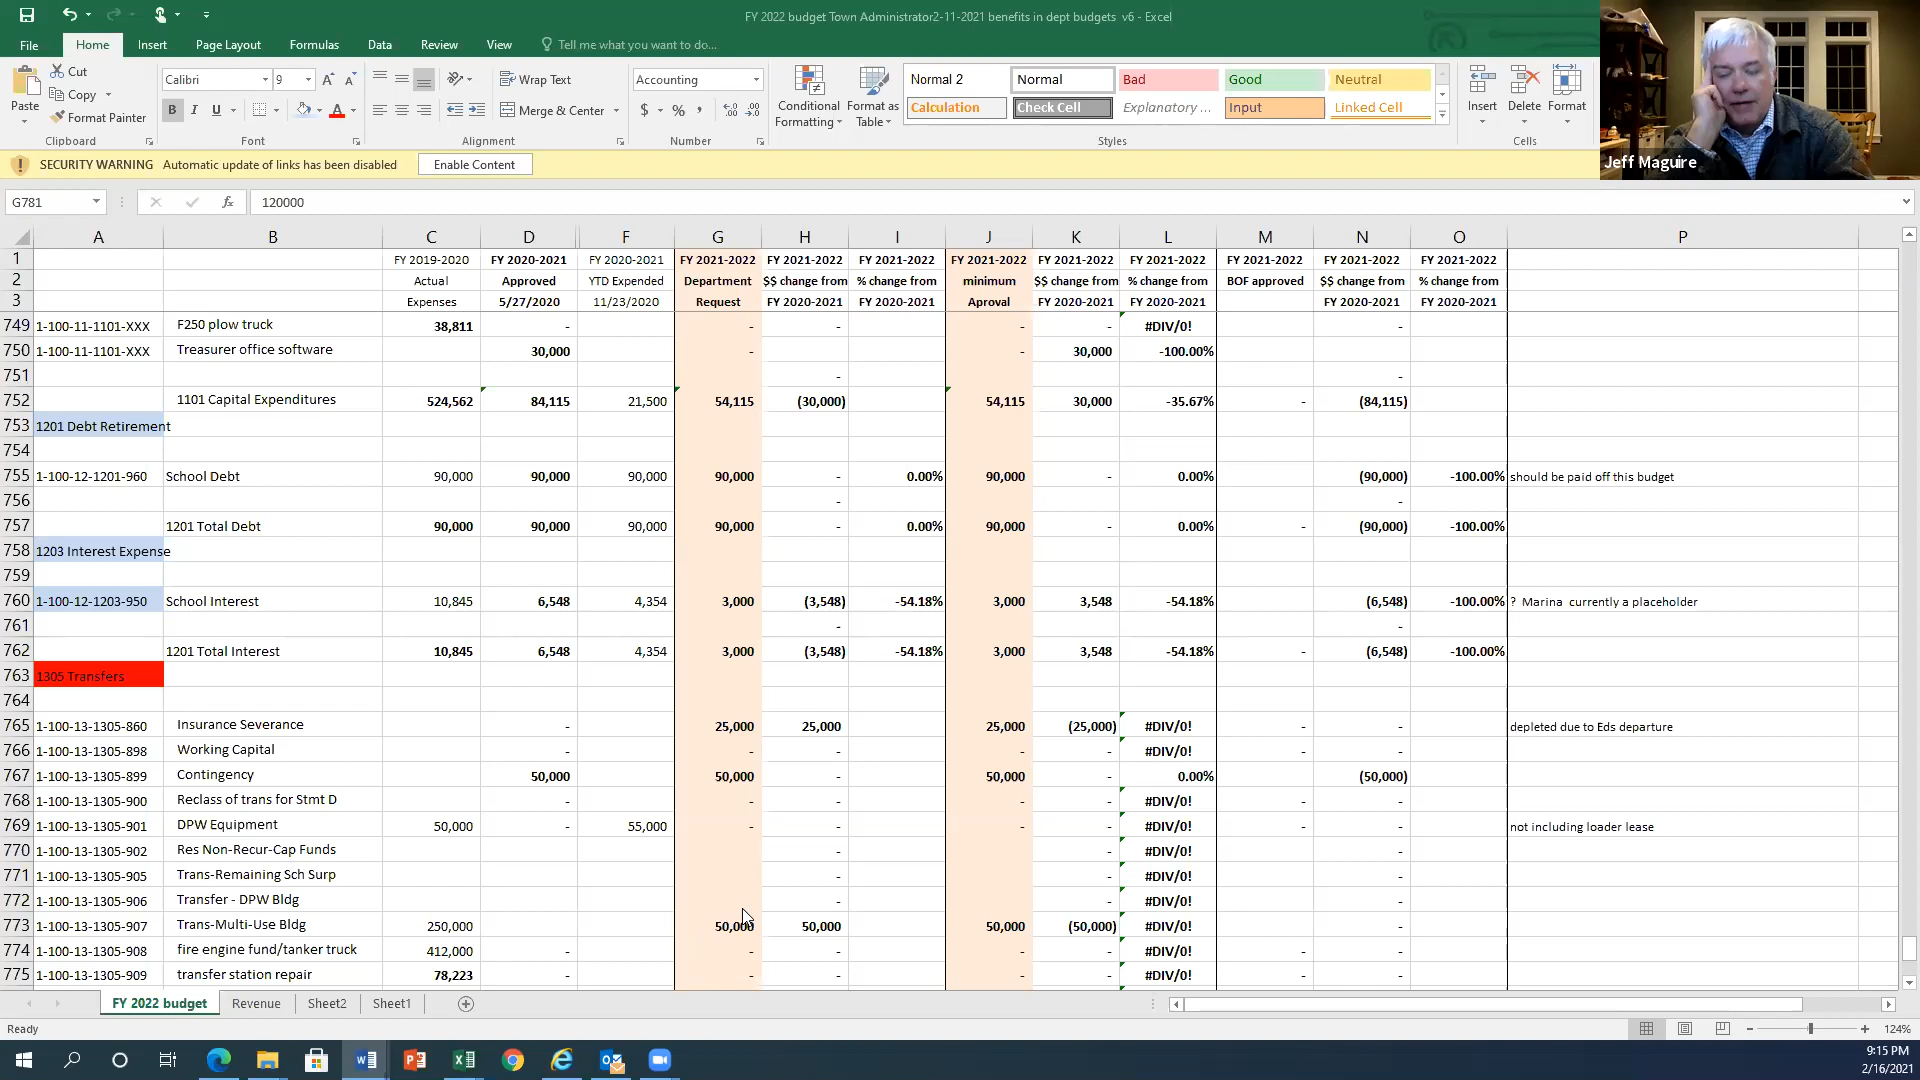 FY 2022 budget Town Administrator2-11-2021 benefits in dept budgets v6 - Excel
File Home Insert Page Layout Formulas Data Review View Tell me what you want to do...
Cut
Copy
Format Painter
Paste
Clipboard
Calibri 9
B I U A
Font
Wrap Text
Merge & Center
Alignment
Accounting
$ % ,
Number
Conditional Formatting
Format as Table
Normal 2 Normal Bad Good Neutral
Calculation Check Cell Explanatory ... Input Linked Cell
Styles
Insert Delete Format
Cells
Jeff Maguire
SECURITY WARNING Automatic update of links has been disabled Enable Content
G781 fx 120000
A B C D F G H I J K L M N O P
1 FY 2019-2020 FY 2020-2021 FY 2020-2021 FY 2021-2022 FY 2021-2022 FY 2021-2022 FY 2021-2022 FY 2021-2022 FY 2021-2022 FY 2021-2022 FY 2021-2022 FY 2021-2022
2 Actual Approved YTD Expended Department $$ change from % change from minimum $$ change from % change from BOF approved $$ change from % change from
3 Expenses 5/27/2020 11/23/2020 Request FY 2020-2021 FY 2020-2021 Aproval FY 2020-2021 FY 2020-2021 FY 2020-2021 FY 2020-2021
749 1-100-11-1101-XXX F250 plow truck 38,811 - - - - - #DIV/0! -
750 1-100-11-1101-XXX Treasurer office software 30,000 - - 30,000 -100.00%
751 - -
752 1101 Capital Expenditures 524,562 84,115 21,500 54,115 (30,000) 54,115 30,000 -35.67% - (84,115)
753 1201 Debt Retirement
754
755 1-100-12-1201-960 School Debt 90,000 90,000 90,000 90,000 - 0.00% 90,000 - 0.00% (90,000) -100.00% should be paid off this budget
756 - -
757 1201 Total Debt 90,000 90,000 90,000 90,000 - 0.00% 90,000 - 0.00% - (90,000) -100.00%
758 1203 Interest Expense
759
760 1-100-12-1203-950 School Interest 10,845 6,548 4,354 3,000 (3,548) -54.18% 3,000 3,548 -54.18% (6,548) -100.00% ? Marina currently a placeholder
761 - -
762 1201 Total Interest 10,845 6,548 4,354 3,000 (3,548) -54.18% 3,000 3,548 -54.18% - (6,548) -100.00%
763 1305 Transfers
764
765 1-100-13-1305-860 Insurance Severance - 25,000 25,000 25,000 (25,000) #DIV/0! - - depleted due to Eds departure
766 1-100-13-1305-898 Working Capital - - - - - #DIV/0! - -
767 1-100-13-1305-899 Contingency 50,000 50,000 - 50,000 - 0.00% (50,000)
768 1-100-13-1305-900 Reclass of trans for Stmt D - - - - - #DIV/0! - -
769 1-100-13-1305-901 DPW Equipment 50,000 - 55,000 - - - - #DIV/0! - - not including loader lease
770 1-100-13-1305-902 Res Non-Recur-Cap Funds - - #DIV/0!
771 1-100-13-1305-905 Trans-Remaining Sch Surp - - #DIV/0!
772 1-100-13-1305-906 Transfer - DPW Bldg - - #DIV/0!
773 1-100-13-1305-907 Trans-Multi-Use Bldg 250,000 50,000 50,000 50,000 (50,000) #DIV/0!
774 1-100-13-1305-908 fire engine fund/tanker truck 412,000 - - - - - #DIV/0! - -
775 1-100-13-1305-909 transfer station repair 78,223 - - - - - #DIV/0! - -
FY 2022 budget Revenue Sheet2 Sheet1
Ready 124%
9:15 PM
2/16/2021